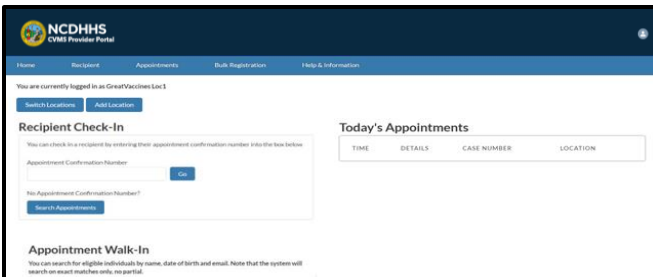 NCDHHS
CVMS Provider Portal
Home Recipient Appointments Bulk Registration Help & Information
You are currently logged in as GreatVaccines Loc1
Switch Locations Add Location
Recipient Check-In
You can check in a recipient by entering their appointment confirmation number into the box below.
Appointment Confirmation Number
Go
No Appointment Confirmation Number?
Search Appointments
Today's Appointments
TIME DETAILS CASE NUMBER LOCATION
Appointment Walk-In
You can search for eligible individuals by name, date of birth and email. Note that the system will
search on exact matches only, no partial.